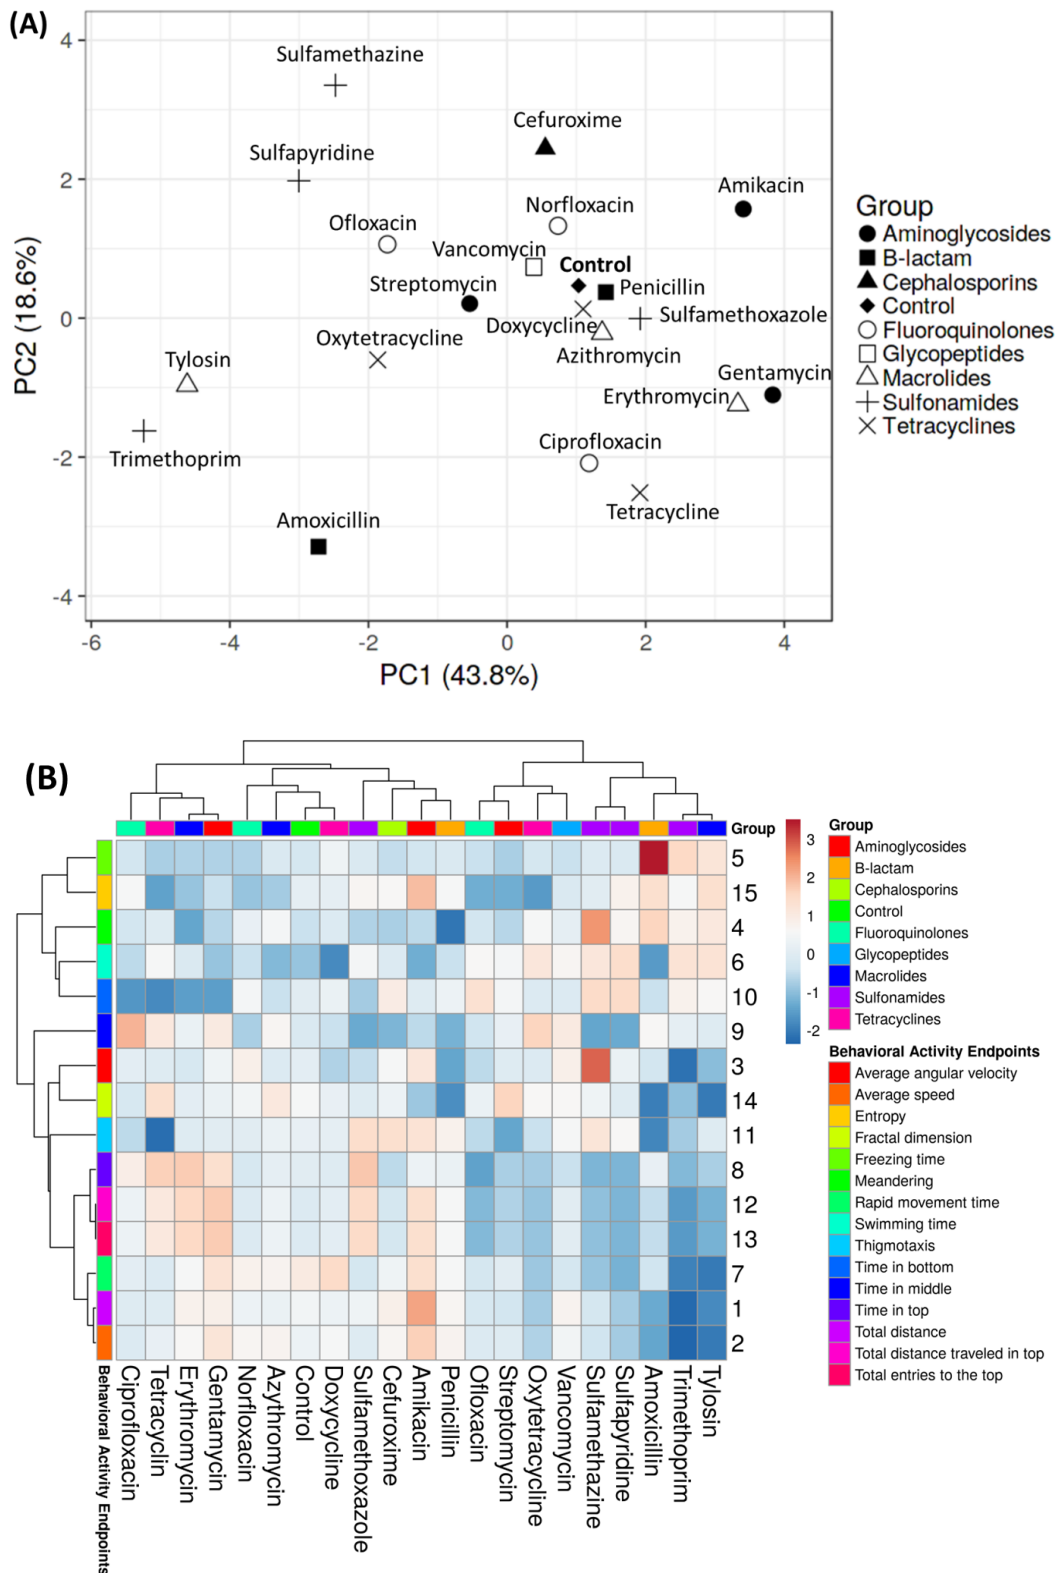 (A)
4
2
0
-2
-4
-6
-4
-2
0
2
4
PC2 (18.6%)
PC1 (43.8%)
Sulfamethazine
Cefuroxime
Sulfapyridine
Amikacin
Norfloxacin
Ofloxacin
Vancomycin
Control
Streptomycin
Penicillin
Sulfamethoxazole
Doxycycline
Oxytetracycline
Azithromycin
Tylosin
Gentamycin
Erythromycin
Ciprofloxacin
Trimethoprim
Tetracycline
Amoxicillin
Group
Aminoglycosides
B-lactam
Cephalosporins
Control
Fluoroquinolones
Glycopeptides
Macrolides
Sulfonamides
Tetracyclines
(B)
Group
5
15
4
6
10
9
3
14
11
8
12
13
7
1
2
3
2
1
0
-1
-2
Group
Aminoglycosides
B-lactam
Cephalosporins
Control
Fluoroquinolones
Glycopeptides
Macrolides
Sulfonamides
Tetracyclines
Behavioral Activity Endpoints
Average angular velocity
Average speed
Entropy
Fractal dimension
Freezing time
Meandering
Rapid movement time
Swimming time
Thigmotaxis
Time in bottom
Time in middle
Time in top
Total distance
Total distance traveled in top
Total entries to the top
Behavioral Activity Endpoints
Ciprofloxacin
Tetracyclin
Erythromycin
Gentamycin
Norfloxacin
Azythromycin
Control
Doxycycline
Sulfamethoxazole
Cefuroxime
Amikacin
Penicillin
Ofloxacin
Streptomycin
Oxytetracycline
Vancomycin
Sulfamethazine
Sulfapyridine
Amoxicillin
Trimethoprim
Tylosin